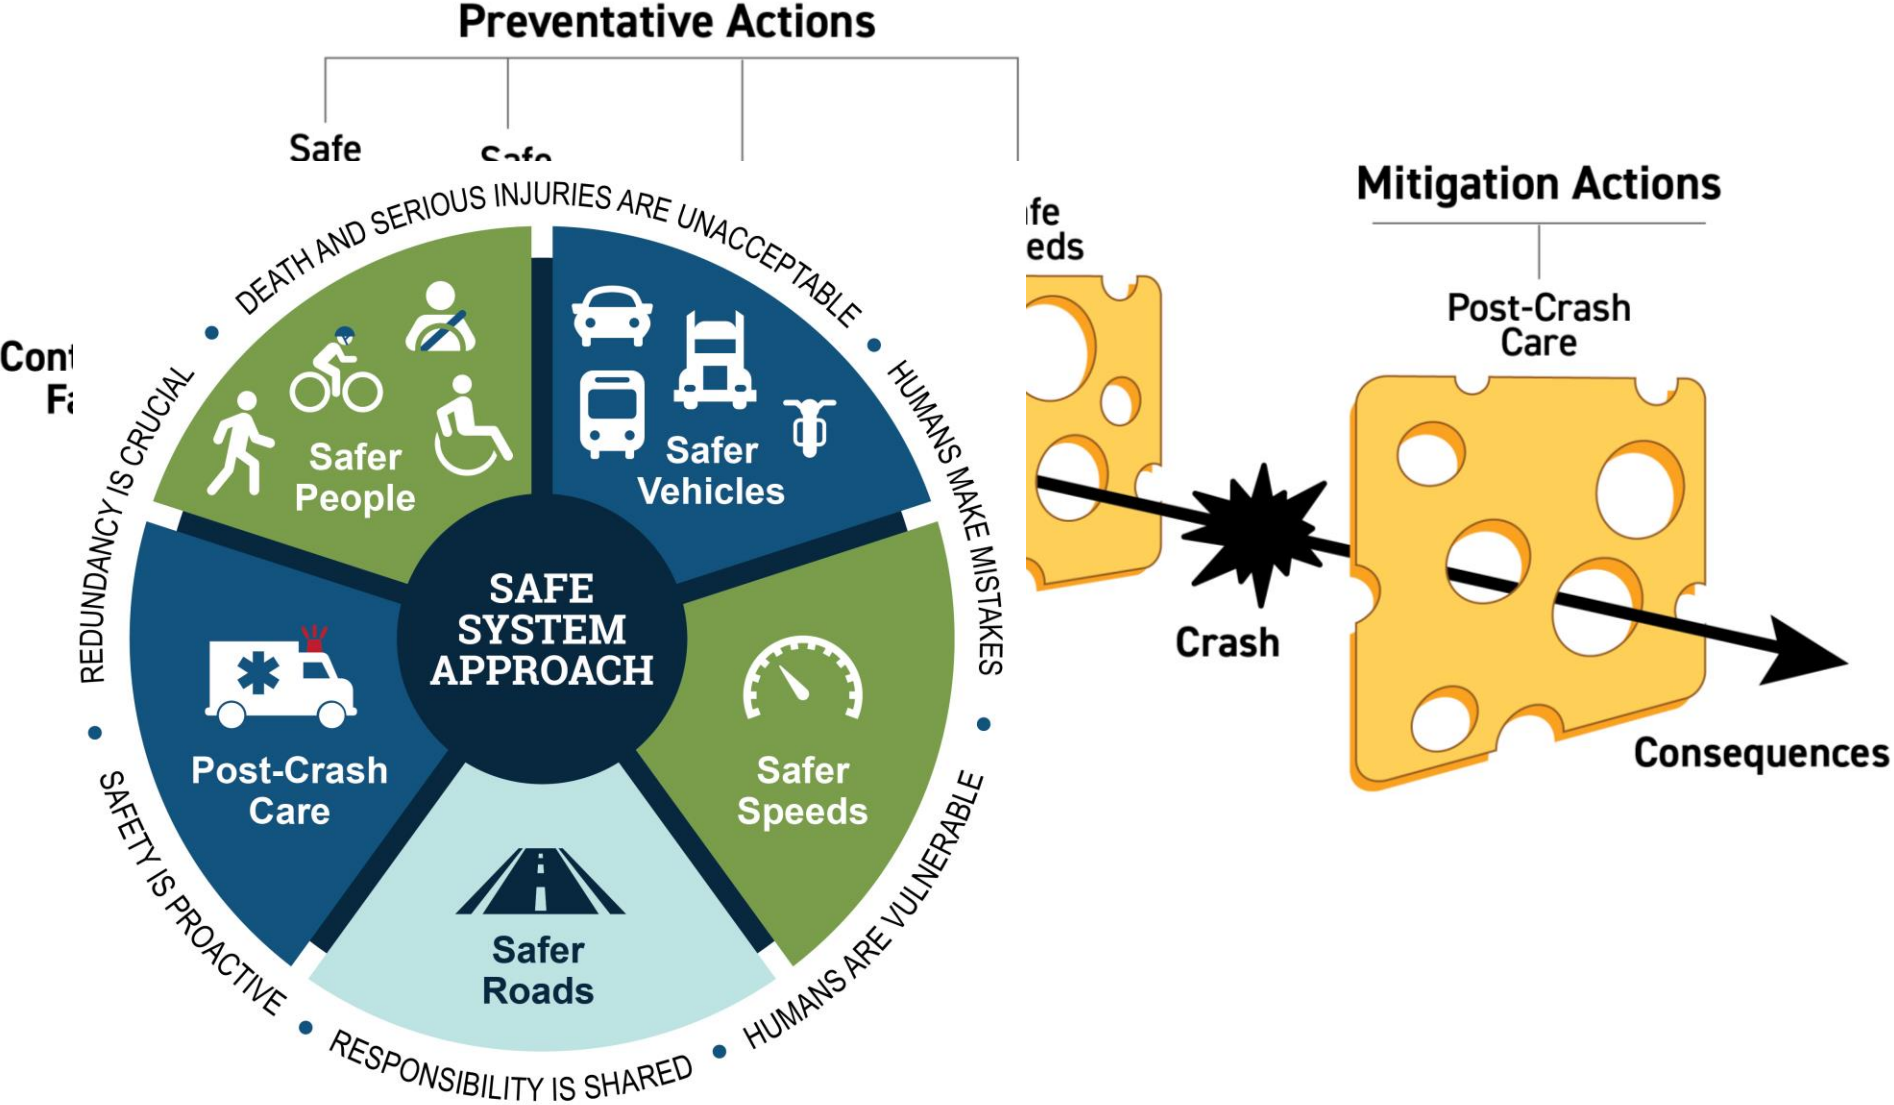 Preventative Actions
Safe
Safe
Mitigation Actions
Post-Crash
Care
Crash
Consequences
DEATH AND SERIOUS INJURIES ARE UNACCEPTABLE
HUMANS MAKE MISTAKES
HUMANS ARE VULNERABLE
RESPONSIBILITY IS SHARED
SAFETY IS PROACTIVE
REDUNDANCY IS CRUCIAL
Safer
People
Safer
Vehicles
SAFE
SYSTEM
APPROACH
Post-Crash
Care
Safer
Speeds
Safer
Roads